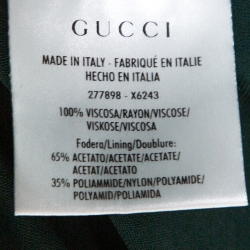 GUCCI
MADE IN ITALY - FABRIQUÉ EN ITALIE
HECHO EN ITALIA
277898 - X6243
100% VISCOSA/RAYON/VISCOSE/
VISKOSE/VISCOSA
Fodera/Lining/Doublure:
65% ACETATO/ACETATE/ACETATE/
ACETAT/ACETATO
35% POLIAMMIDE/NYLON/POLYAMIDE/
POLYAMID/POLIAMIDA